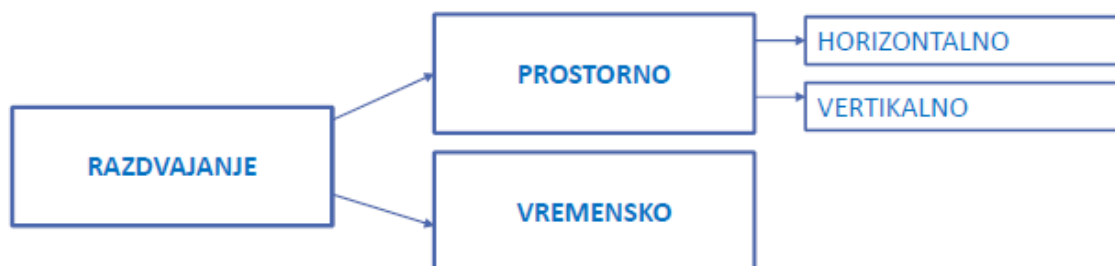 RAZDVAJANJE
PROSTORNO
HORIZONTALNO
VERTIKALNO
VREMENSKO